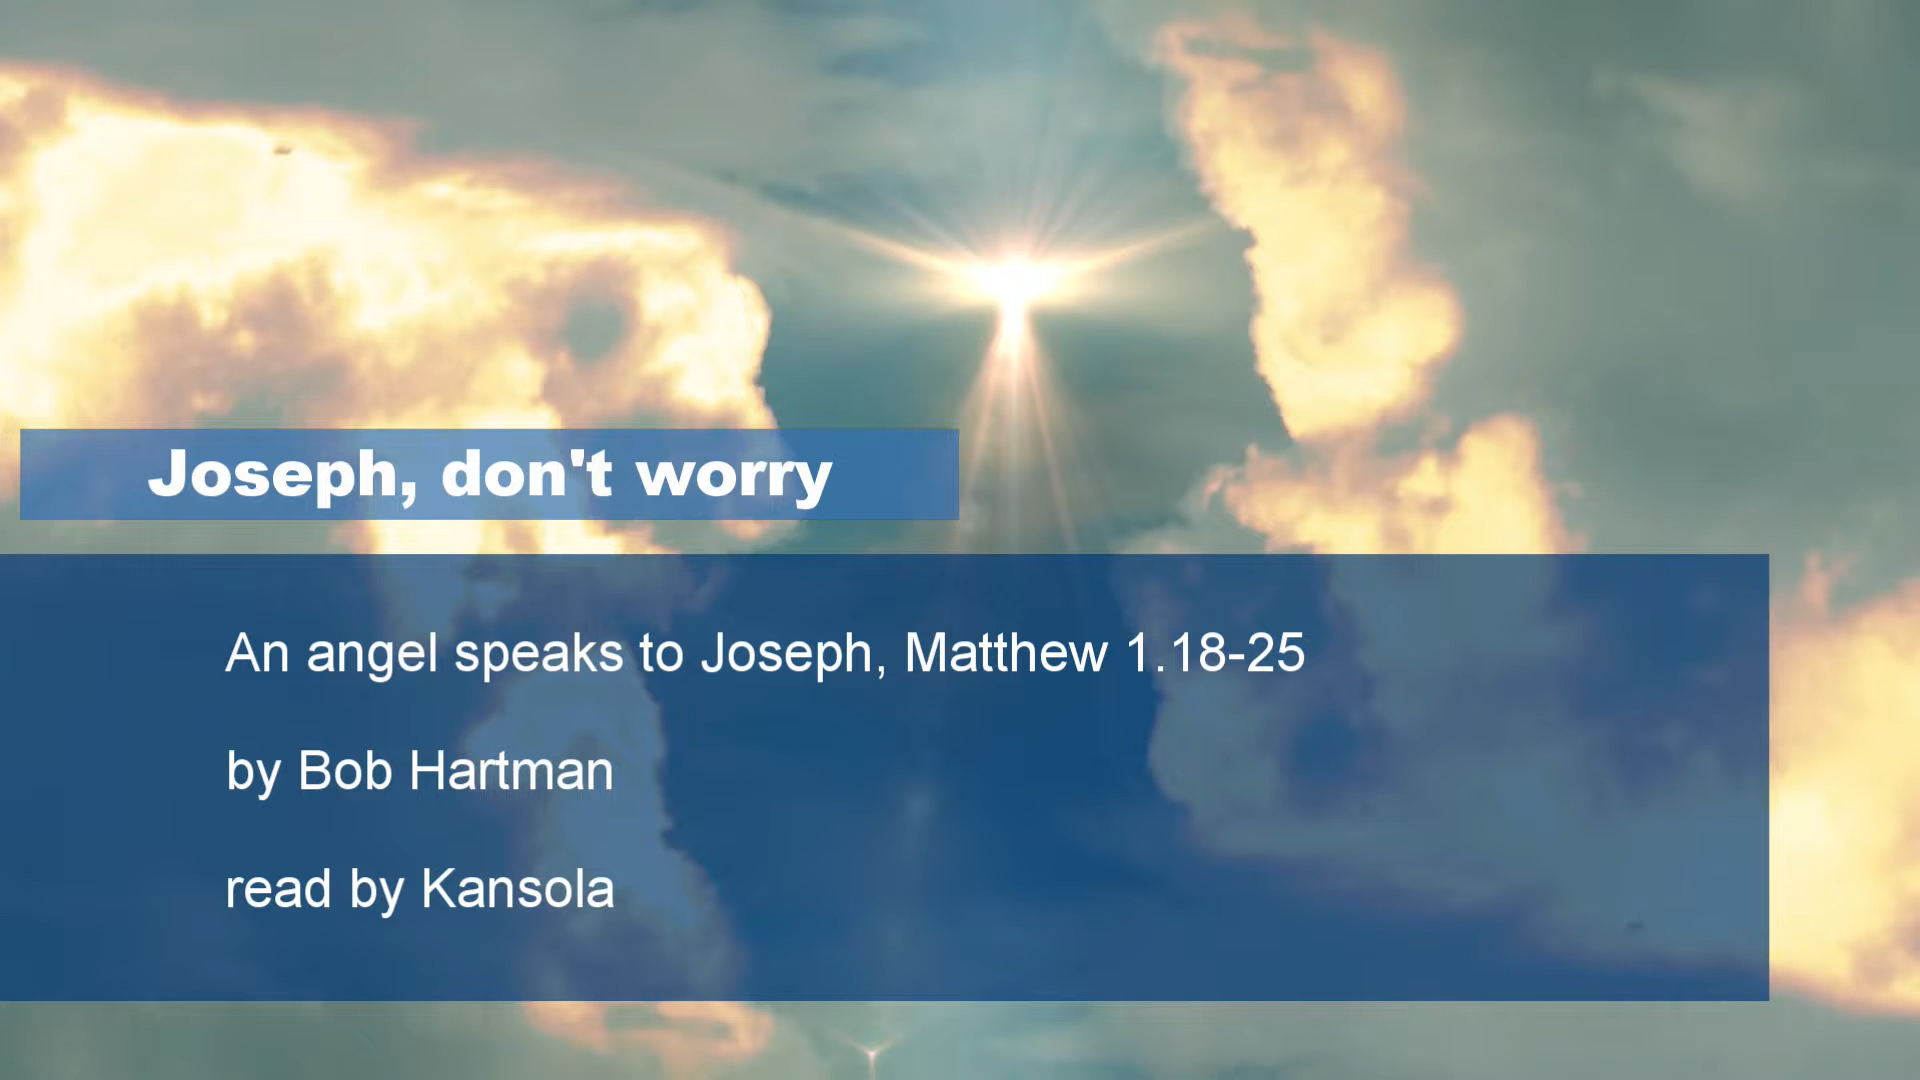 Joseph, don't worry
An angel speaks to Joseph, Matthew 1.18-25
by Bob Hartman
read by Kansola